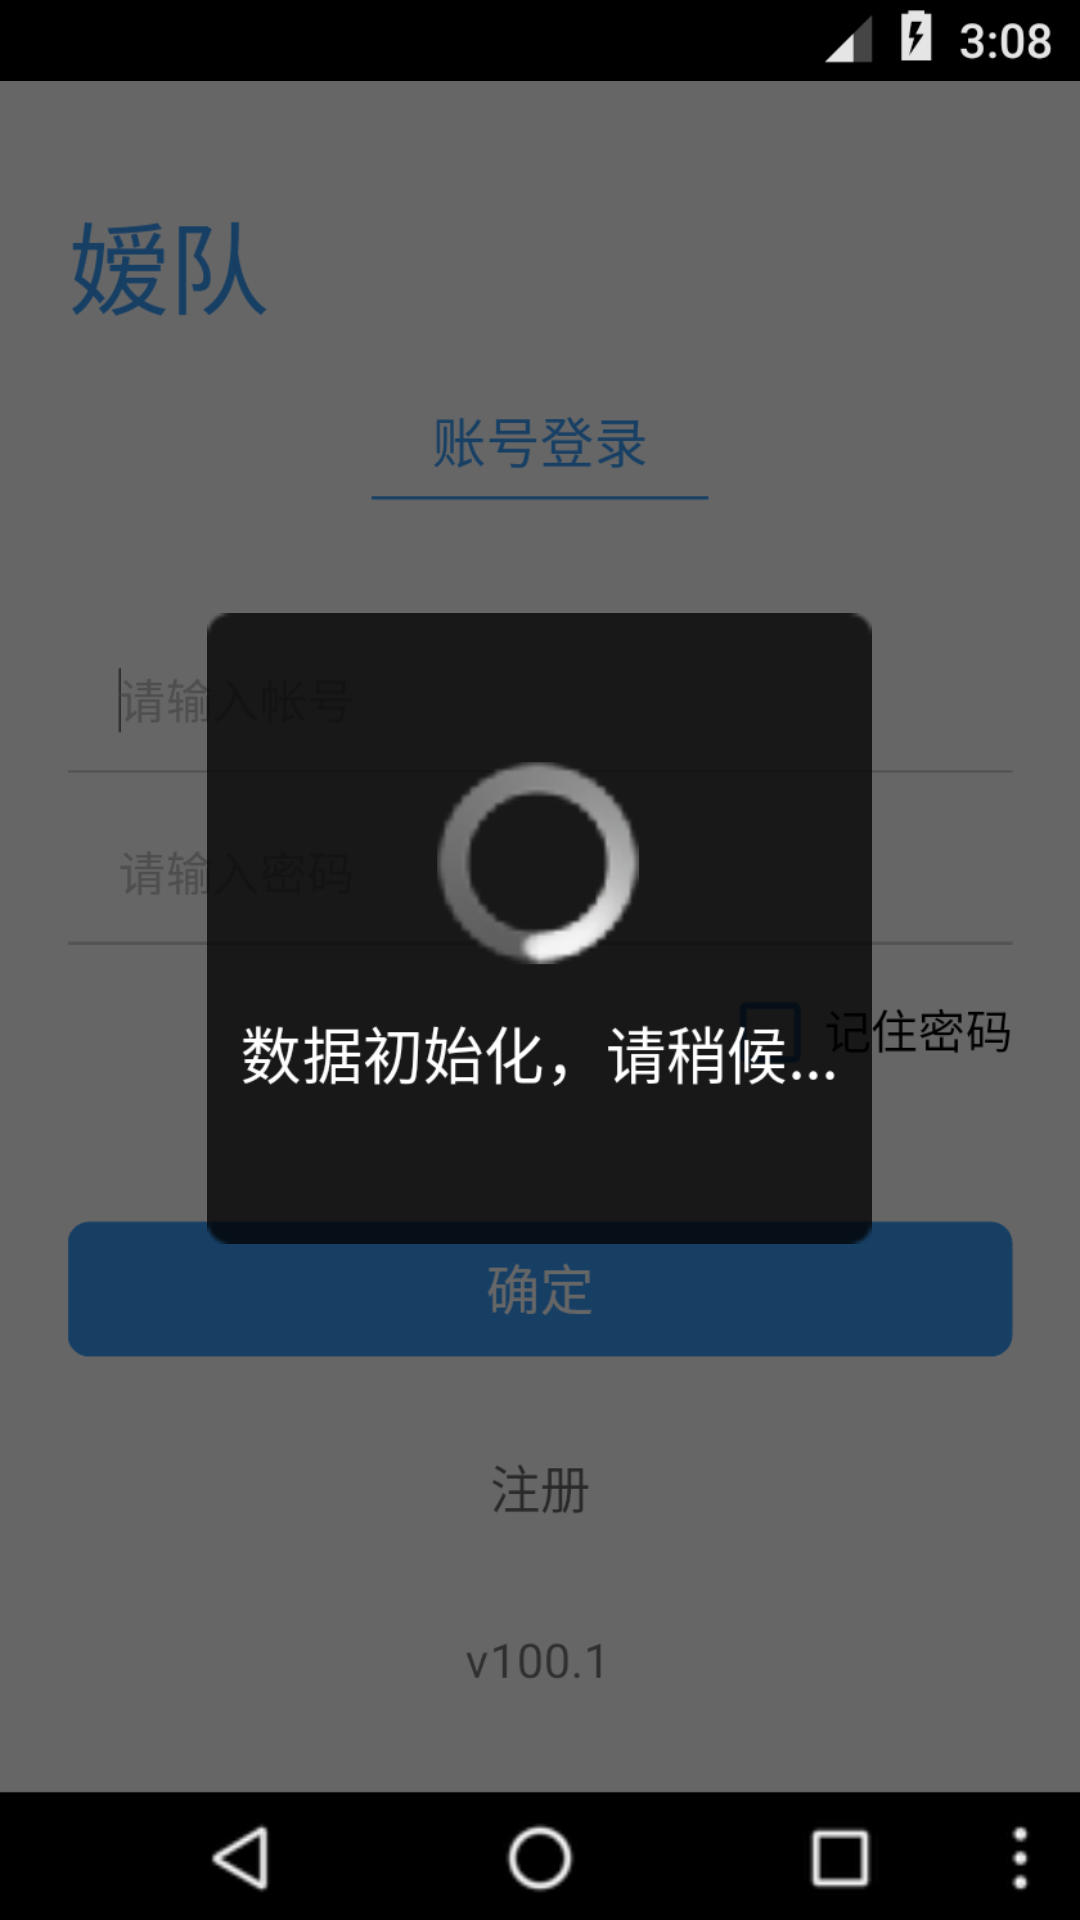 3:08
嫒队
账号登录
请输入帐号
请输入密码
记住密码
数据初始化，请稍候...
确定
注册
v100.1